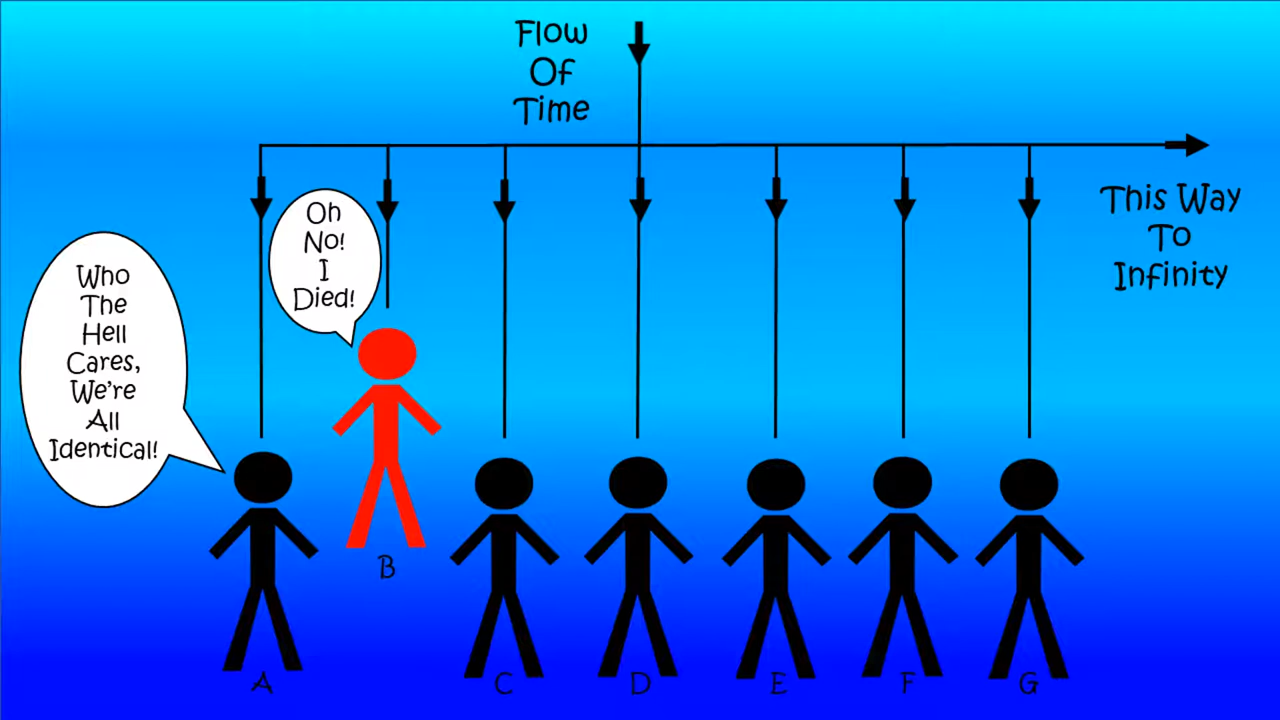 Flow
Of
Time
This Way
To
Infinity
Oh
No!
I
Died!
Who
The
Hell
Cares,
We're
All
Identical!
A
B
C
D
E
F
G